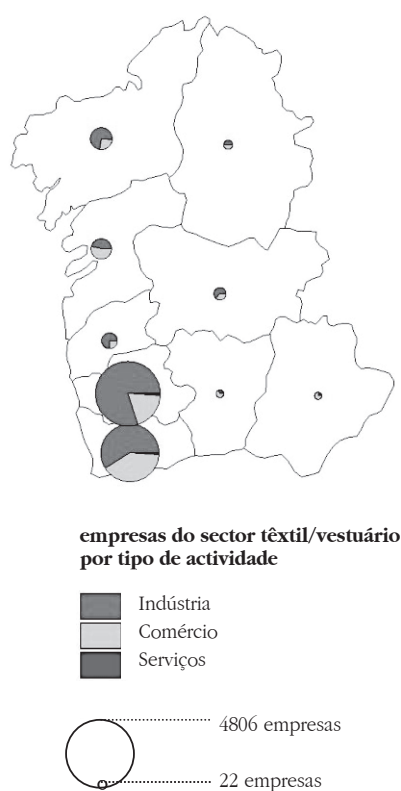 empresas do sector têxtil/vestuário
por tipo de actividade
Indústria
Comércio
Serviços
4806 empresas
22 empresas